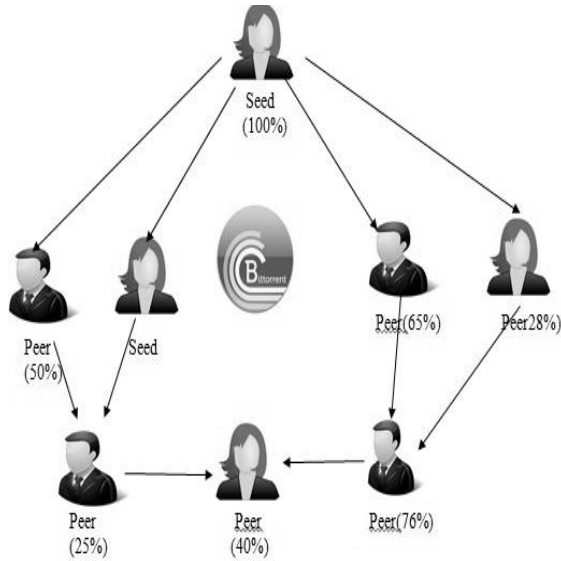 Seed
(100%)
Bittorrent
Peer(65%)
Peer28%)
Peer
(50%)
Seed
Peer
(25%)
Peer
(40%)
Peer(76%)